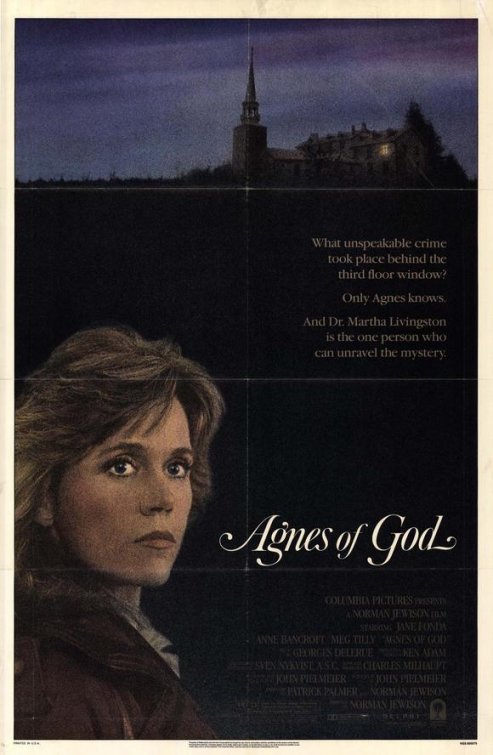 What unspeakable crime
took place behind the
third floor window?
Only Agnes knows.
And Dr. Martha Livingston
is the one person who
can unravel the mystery.
Agnes of God
COLUMBIA PICTURES PRESENTS
A NORMAN JEWISON FILM
STARRING JANE FONDA
ANNE BANCROFT MEG TILLY "AGNES OF GOD"
GEORGES DELERUE KEN ADAM
SVEN NYKVIST A.S.C. CHARLES MILHAUPT
JOHN PIELMEIER JOHN PIELMEIER
PATRICK PALMER NORMAN JEWISON
NORMAN JEWISON
PRINTED IN U.S.A.